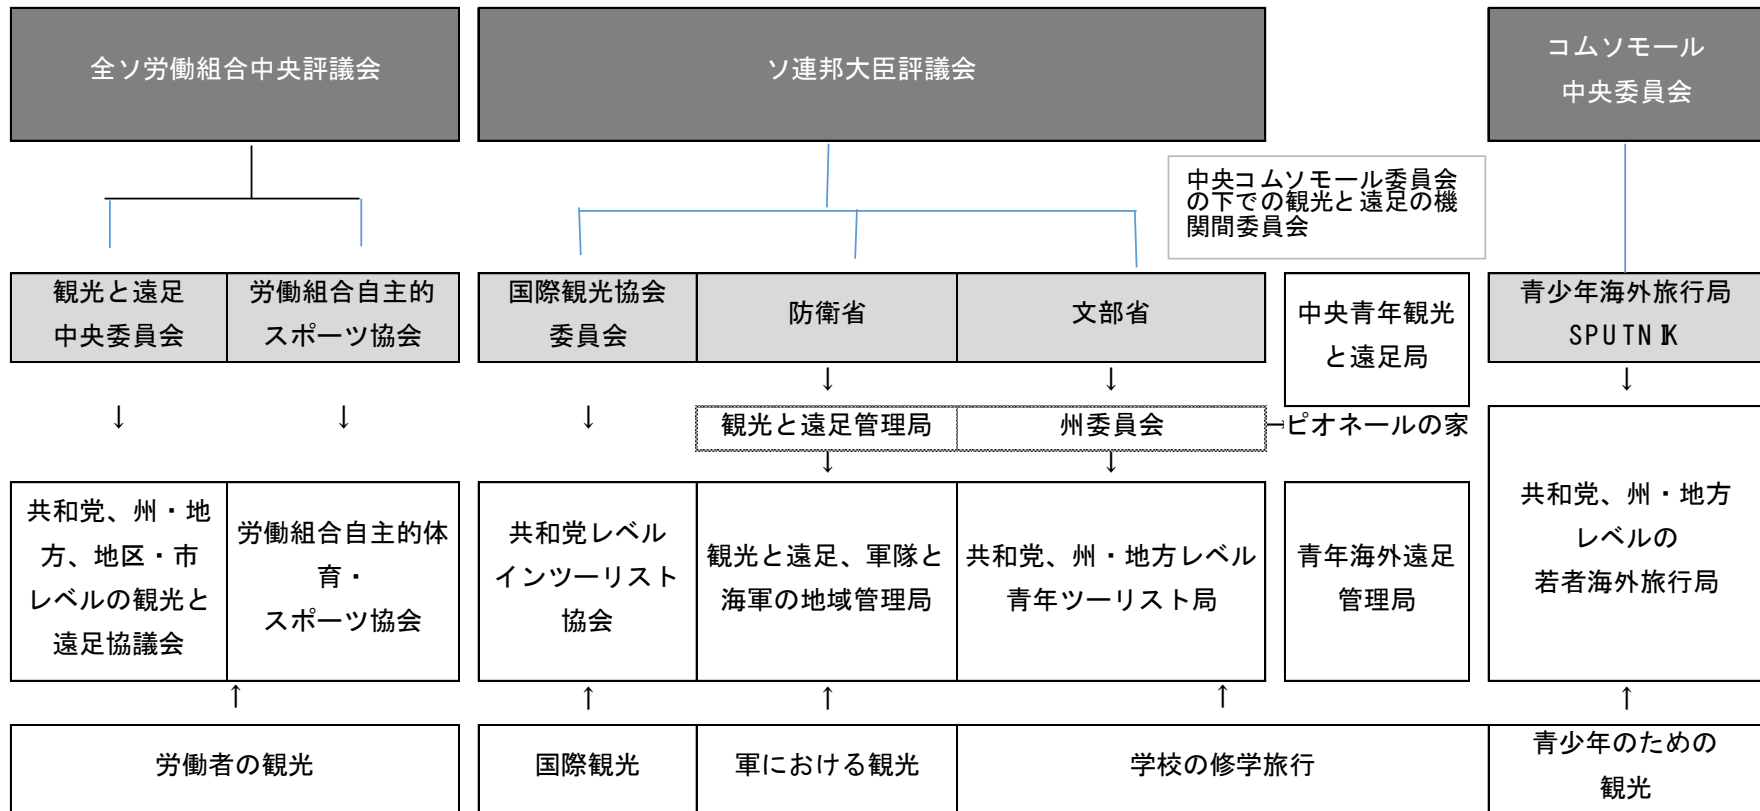 全ソ労働組合中央評議会
ソ連邦大臣評議会
コムソモール
中央委員会
中央コムソモール委員会
の下での観光と遠足の機
関間委員会
観光と遠足
中央委員会
労働組合自主的
スポーツ協会
国際観光協会
委員会
防衛省
文部省
中央青年観光
と遠足局
青少年海外旅行局
SPUTNIK
↓
↓
↓
↓
↓
↓
観光と遠足管理局
州委員会
ピオネールの家
↓
↓
共和党、州・地
方、地区・市
レベルの観光と
遠足協議会
労働組合自主的体
育・
スポーツ協会
共和党レベル
インツーリスト
協会
観光と遠足、軍隊と
海軍の地域管理局
共和党、州・地方レベル
青年ツーリスト局
青年海外遠足
管理局
共和党、州・地方
レベルの
若者海外旅行局
↑
↑
↑
↑
↑
労働者の観光
国際観光
軍における観光
学校の修学旅行
青少年のための
観光